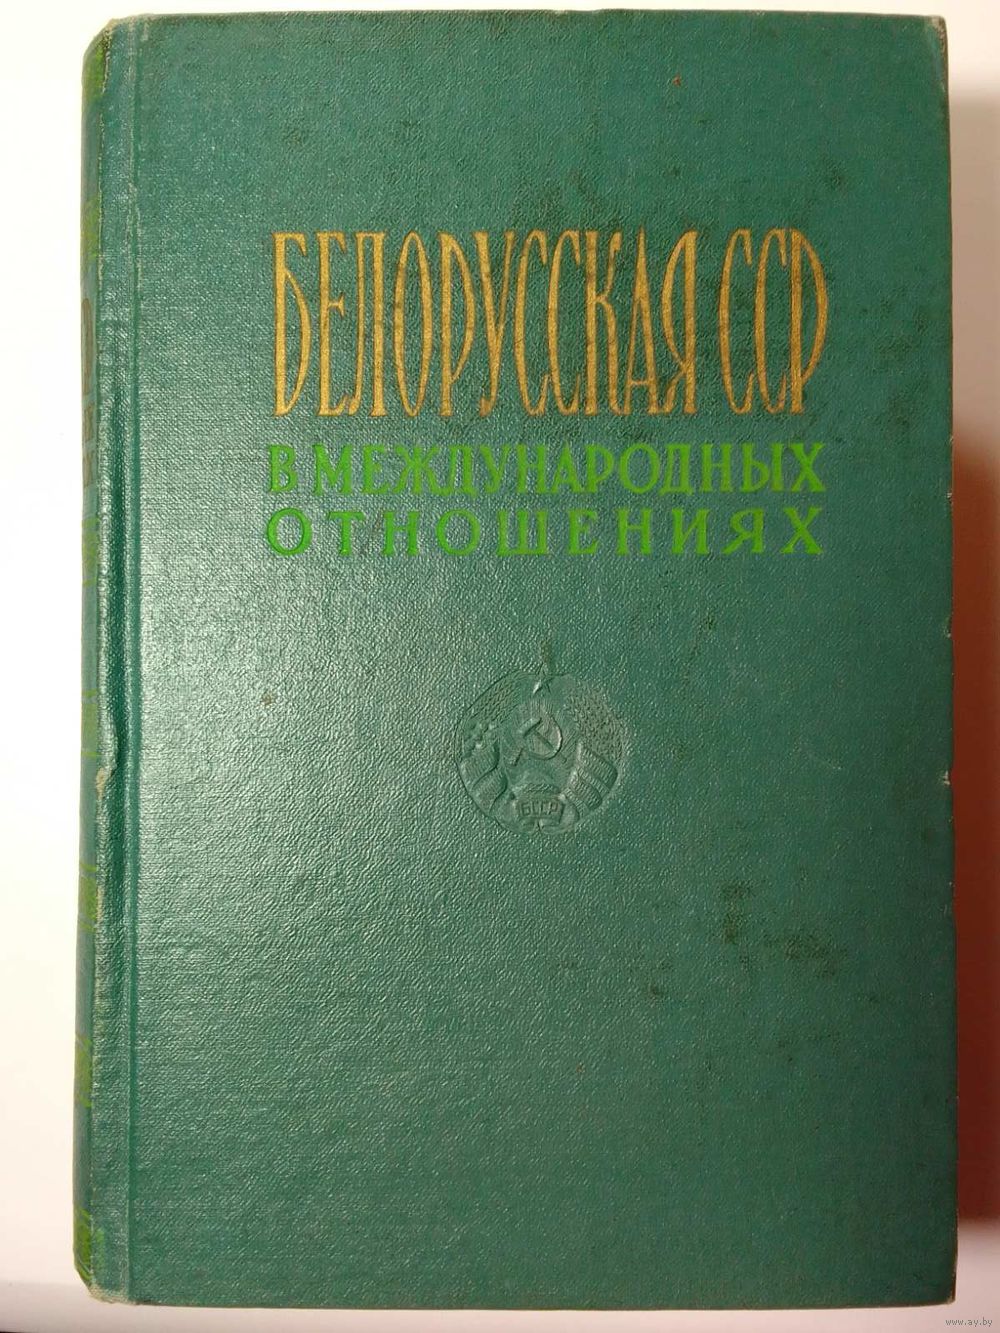 БЕЛОРУССКАЯ ССР
В МЕЖДУНАРОДНЫХ
ОТНОШЕНИЯХ
БССР
www.ay.by